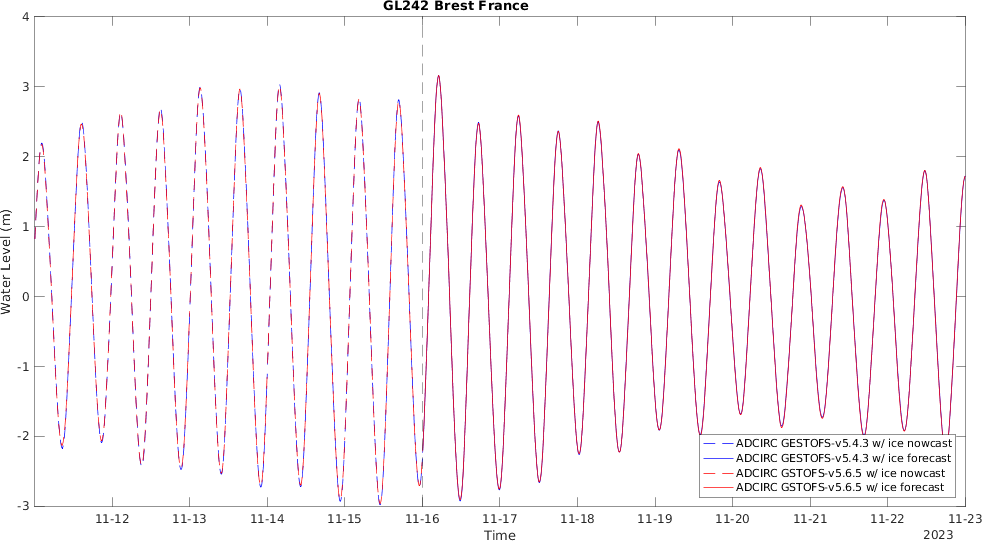 GL242 Brest France
4
3
2
1
0
-1
-2
-3
Water Level (m)
11-12 11-13 11-14 11-15 11-16 11-17 11-18 11-19 11-20 11-21 11-22 11-23
Time
2023
ADCIRC GESTOFS-v5.4.3 w/ ice nowcast
ADCIRC GESTOFS-v5.4.3 w/ ice forecast
ADCIRC GSTOFS-v5.6.5 w/ ice nowcast
ADCIRC GSTOFS-v5.6.5 w/ ice forecast